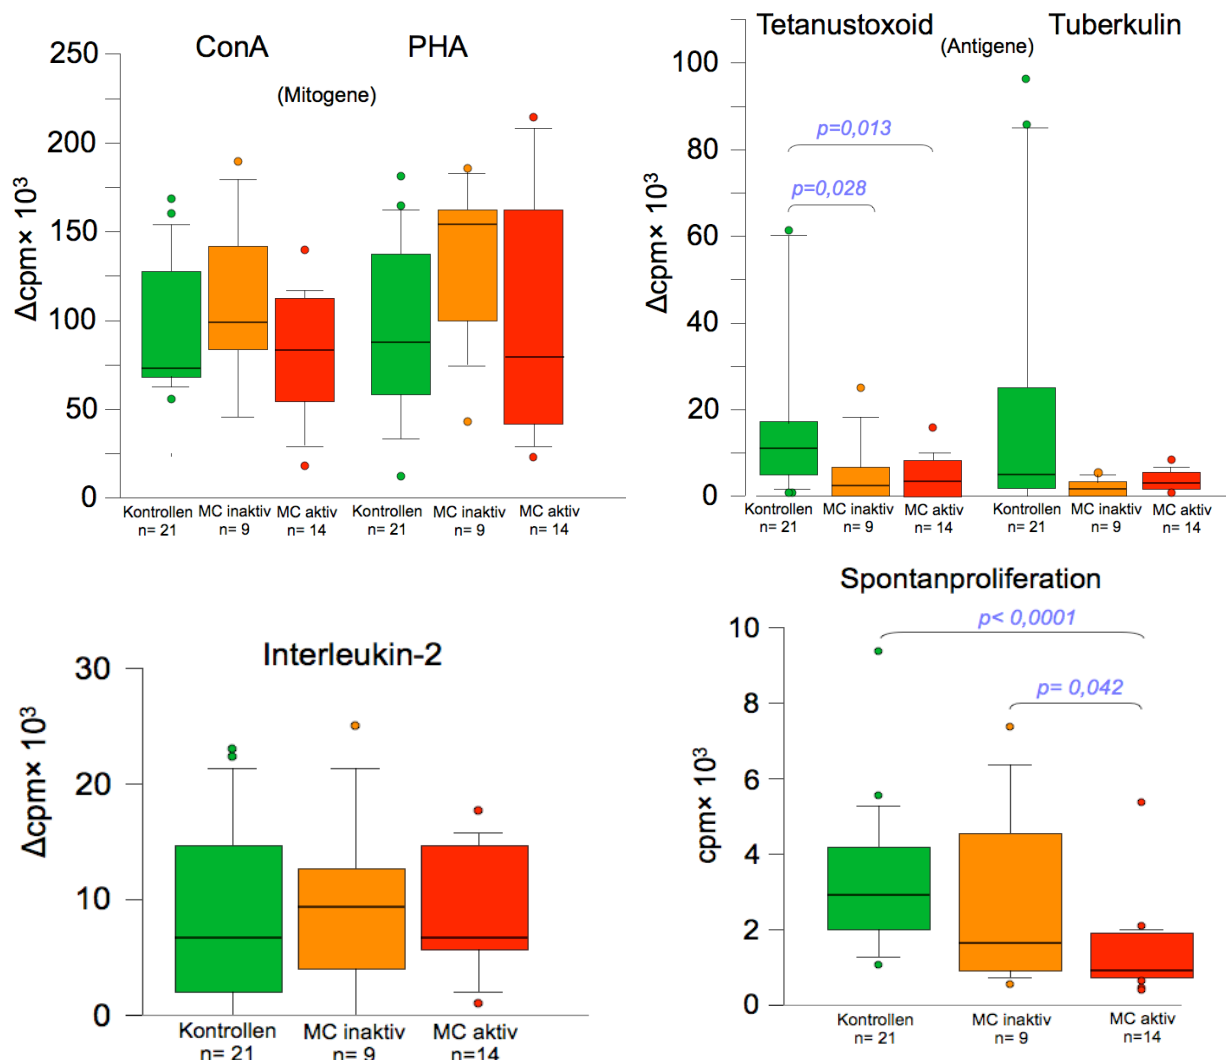 ConA PHA
(Mitogene)
Δcpm× 10³
250
200
150
100
50
0
Kontrollen MC inaktiv MC aktiv Kontrollen MC inaktiv MC aktiv
n= 21 n= 9 n= 14 n= 21 n= 9 n= 14
Tetanustoxoid Tuberkulin
(Antigene)
Δcpm× 10³
100
80
60
40
20
0
p=0,013
p=0,028
Kontrollen MC inaktiv MC aktiv Kontrollen MC inaktiv MC aktiv
n= 21 n= 9 n= 14 n= 21 n= 9 n= 14
Interleukin-2
Δcpm× 10³
30
20
10
0
Kontrollen MC inaktiv MC aktiv
n= 21 n= 9 n=14
Spontanproliferation
cpm× 10³
10
8
6
4
2
0
p< 0,0001
p= 0,042
Kontrollen MC inaktiv MC aktiv
n= 21 n= 9 n=14